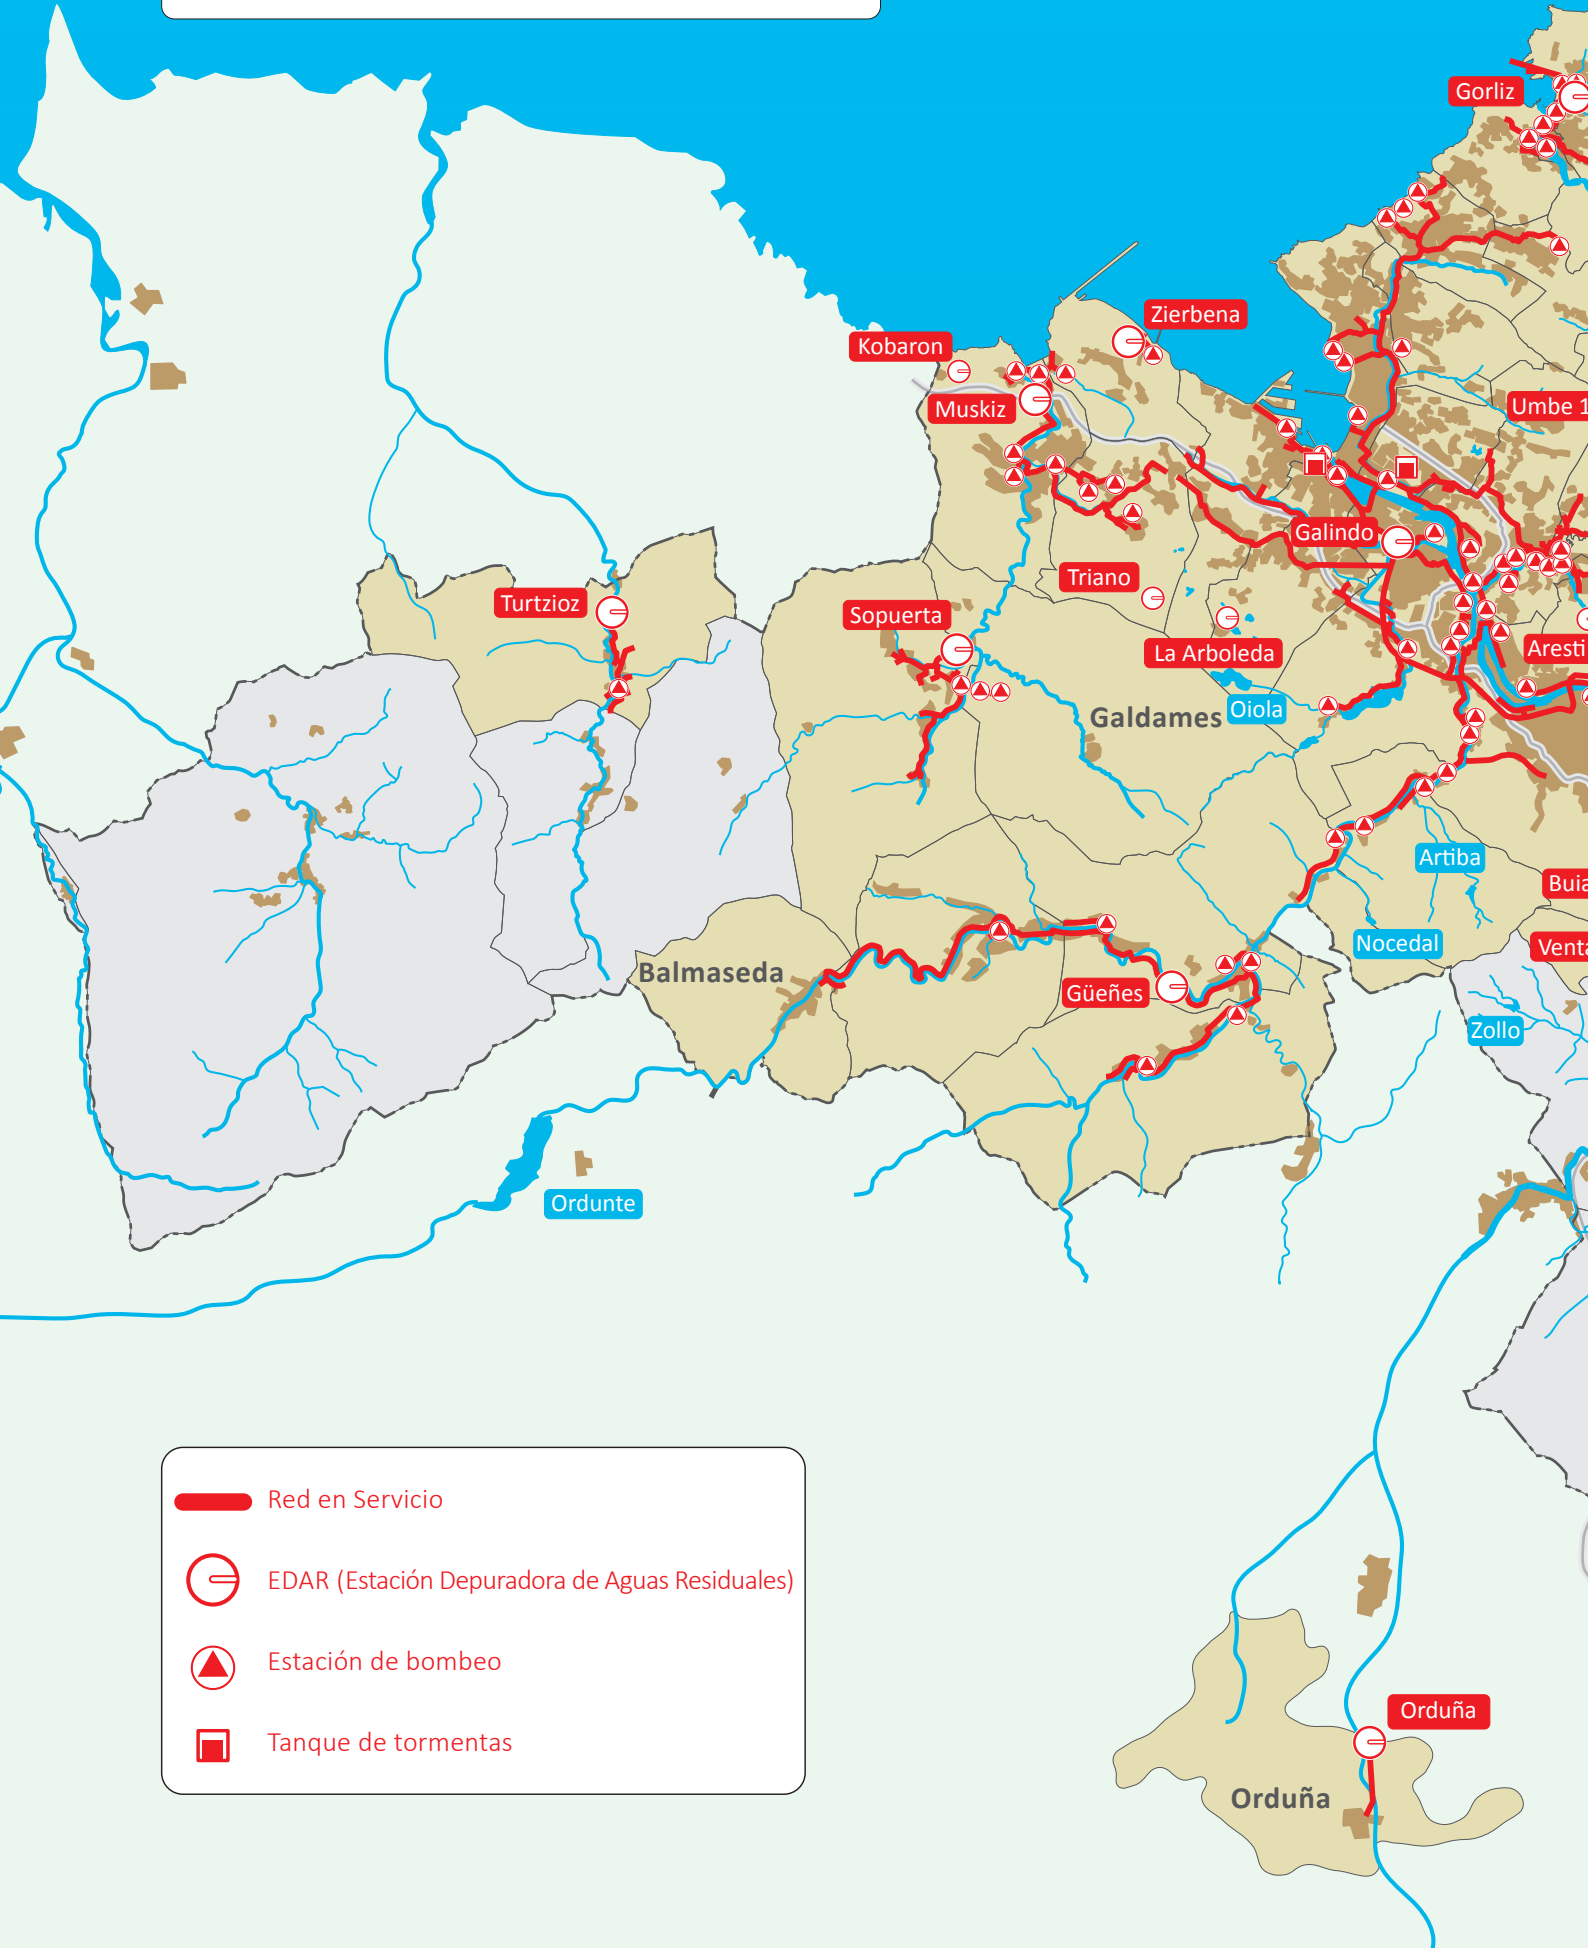 Gorliz
Zierbena
Kobaron
Muskiz
Umbe 1
Galindo
Triano
Turtzioz
Sopuerta
La Arboleda
Aresti
Galdames
Oiola
Artiba
Buia
Nocedal
Venta
Balmaseda
Güeñes
Zollo
Ordunte
Red en Servicio
EDAR (Estación Depuradora de Aguas Residuales)
Estación de bombeo
Tanque de tormentas
Orduña
Orduña